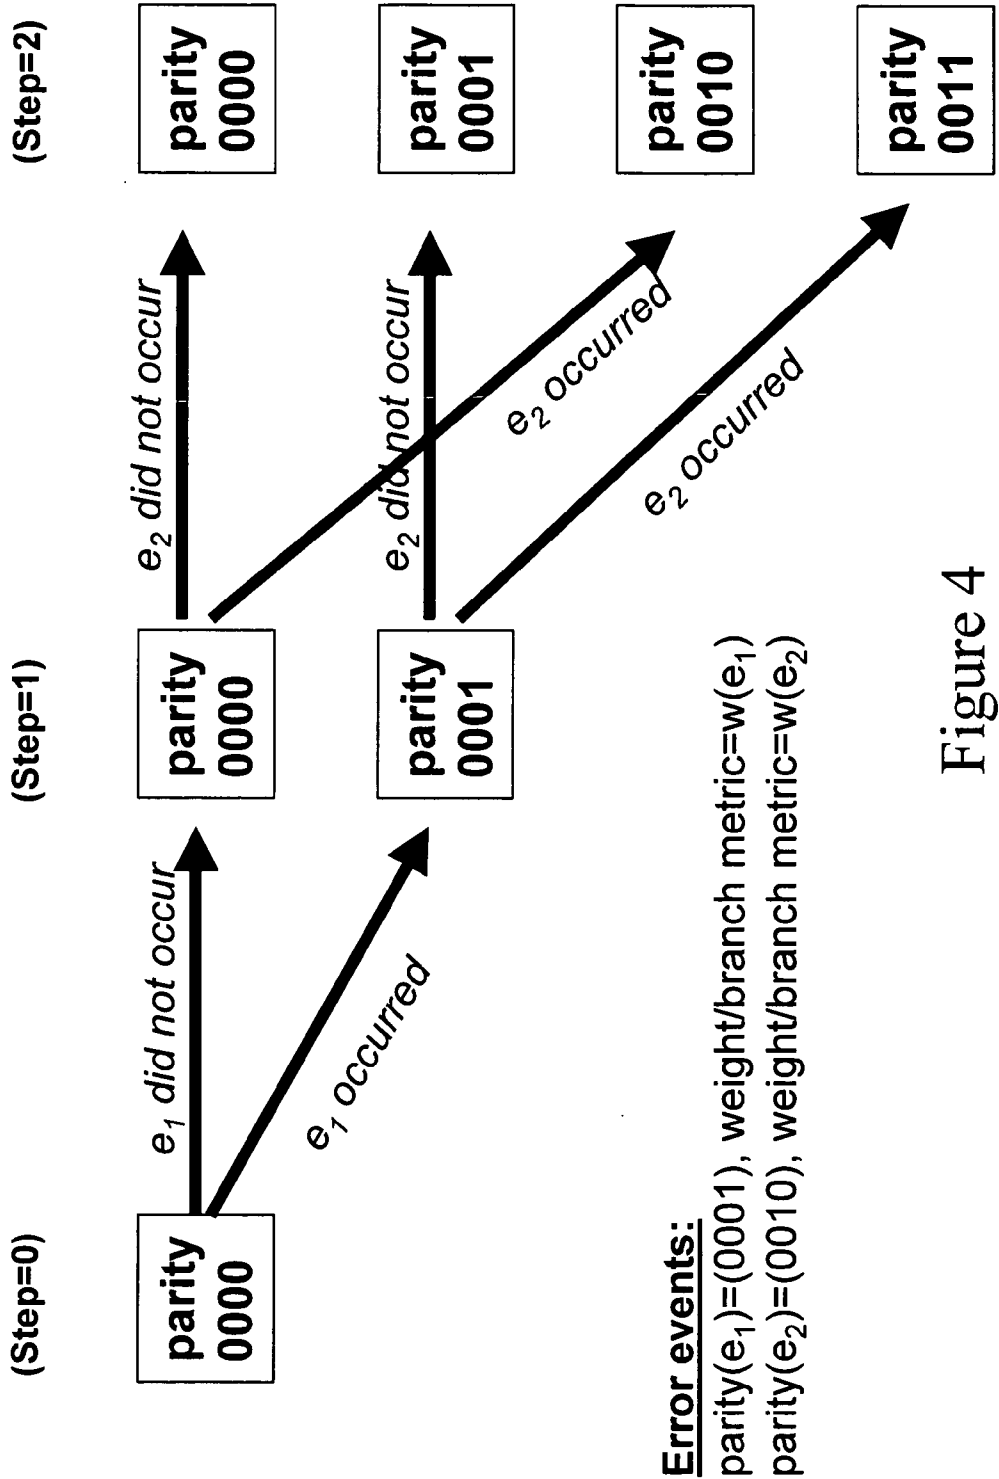 (Step=0)
(Step=1)
(Step=2)
parity
0000
e1 did not occur
e1 occurred
parity
0000
parity
0001
e2 did not occur
e2 did not occur
e2 occurred
e2 occurred
parity
0000
parity
0001
parity
0010
parity
0011
Error events:
parity(e1)=(0001), weight/branch metric=w(e1)
parity(e2)=(0010), weight/branch metric=w(e2)
Figure 4